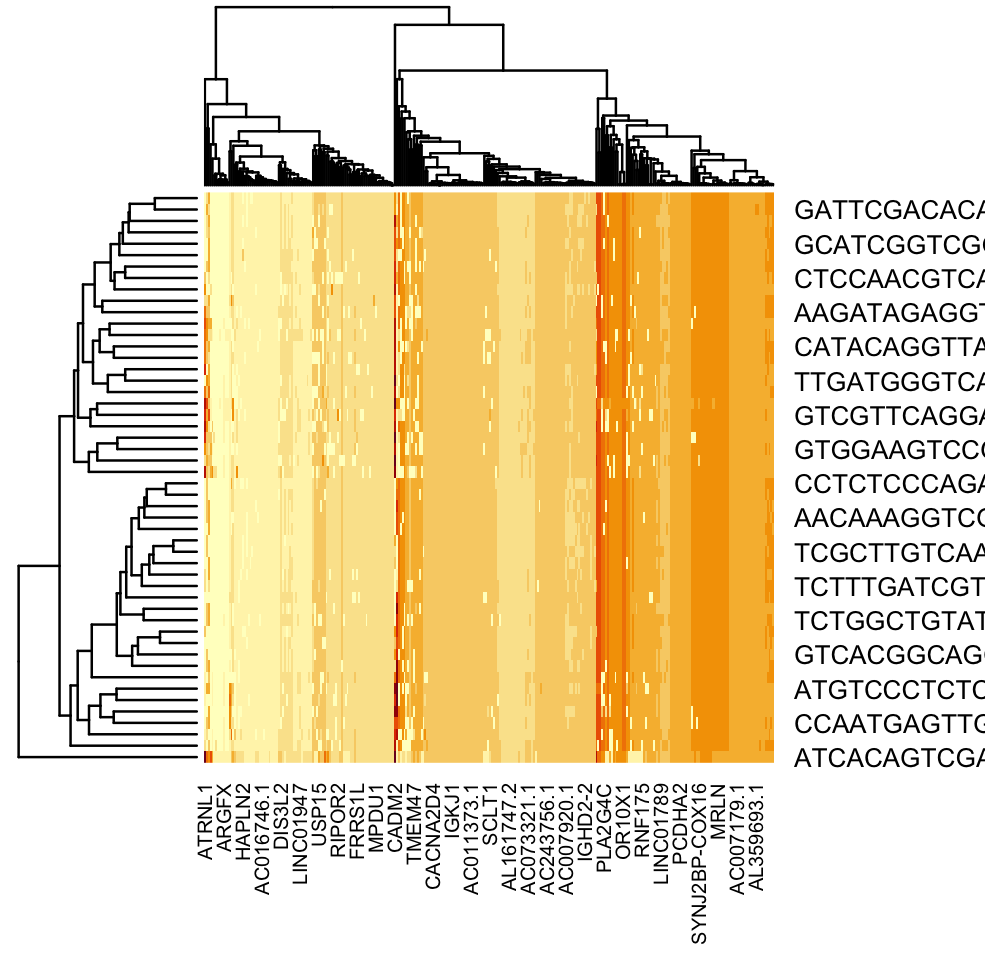 GATTCGACACA
GCATCGGTCG
CTCCAACGTCA
AAGATAGAGGT
CATACAGGTTA
TTGATGGGTCA
GTCGTTCAGGA
GTGGAAGTCC
CCTCTCCCAGA
AACAAAGGTCC
TCGCTTGTCAA
TCTTTGATCGT
TCTGGCTGTAT
GTCACGGCAG
ATGTCCCTCTC
CCAATGAGTTG
ATCACAGTCGA
ATRNL1
ARGFX
HAPLN2
AC016746.1
DIS3L2
LINC01947
USP15
RIPOR2
FRRS1L
MPDU1
CADM2
TMEM47
CACNA2D4
IGKJ1
AC011373.1
SCLT1
AL161747.2
AC073321.1
AC243756.1
AC007920.1
IGHD2-2
PLA2G4C
OR10X1
RNF175
LINC01789
PCDHA2
SYNJ2BP-COX16
MRLN
AC007179.1
AL359693.1